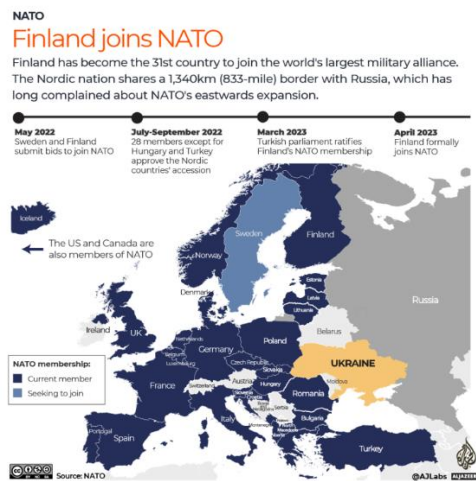 NATO
Finland joins NATO
Finland has become the 31st country to join the world's largest military alliance.
The Nordic nation shares a 1,340km (833-mile) border with Russia, which has
long complained about NATO's eastwards expansion.
May 2022
Sweden and Finland
submit bids to join NATO
July-September 2022
28 members except for
Hungary and Turkey
approve the Nordic
countries' accession
March 2023
Turkish parliament ratifies
Finland's NATO membership
April 2023
Finland formally
joins NATO
Iceland
The US and Canada are
also members of NATO
Sweden
Finland
Norway
Estonia
Latvia
Lithuania
Russia
Denmark
Ireland
UK
Netherlands
Belgium
Luxembourg
Germany
Poland
Belarus
UKRAINE
Czech Republic
Slovakia
Moldova
NATO membership:
Current member
Seeking to join
France
Switzerland
Austria
Hungary
Slovenia
Croatia
Romania
Serbia
Montenegro
Bulgaria
Italy
Portugal
Spain
Turkey
Source: NATO
@AJLabs
ALJAZEERA